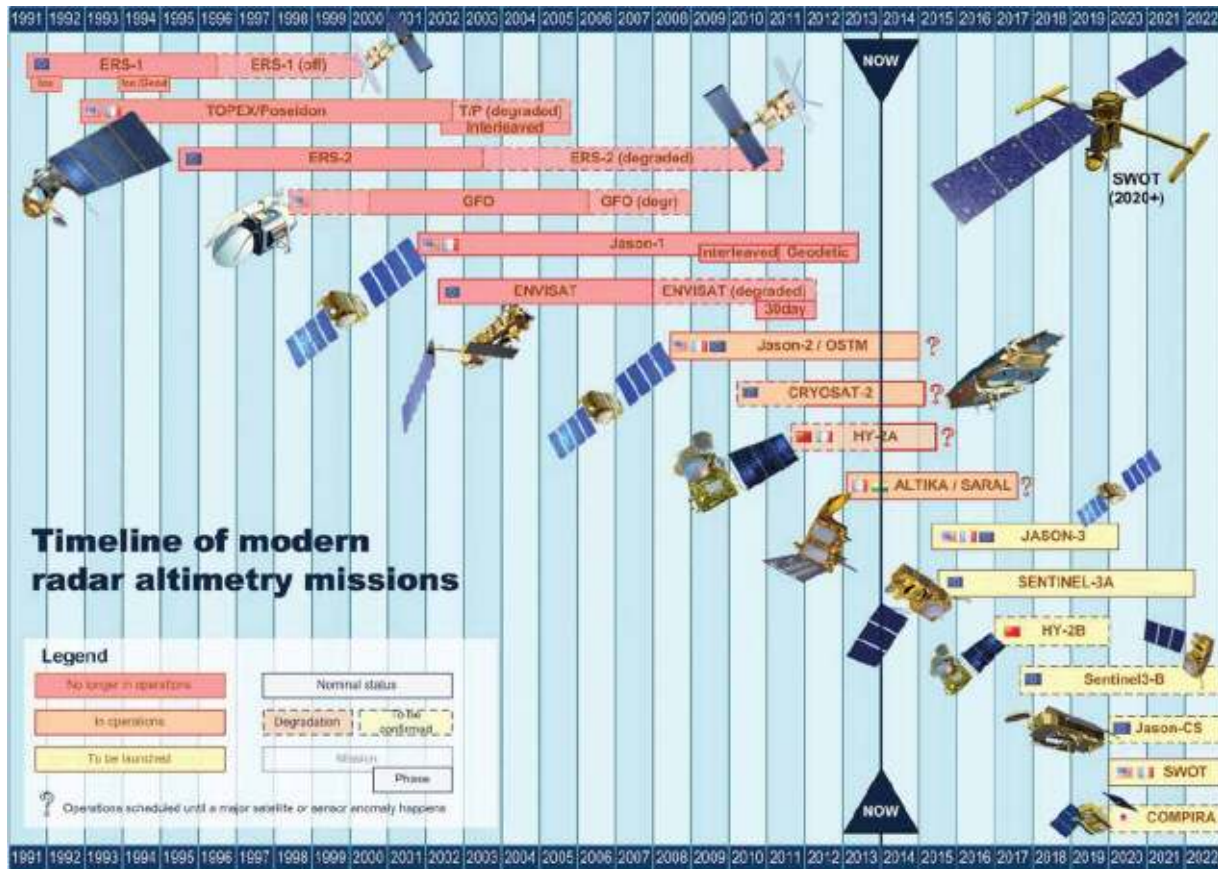 1991 1992 1993 1994 1995 1996 1997 1998 1999 2000 2001 2002 2003 2004 2005 2006 2007 2008 2009 2010 2011 2012 2013 2014 2015 2016 2017 2018 2019 2020 2021 2022
NOW
ERS-1 ERS-1 (off)
Ice Ice/Geod
TOPEX/Poseidon T/P (degraded)
Interleaved
ERS-2 ERS-2 (degraded)
SWOT
(2020+)
GFO GFO (degr)
Jason-1
Interleaved Geodetic
ENVISAT ENVISAT (degraded)
30day
Jason-2 / OSTM ?
CRYOSAT-2 ?
HY-2A ?
ALTIKA / SARAL ?
Timeline of modern
radar altimetry missions
JASON-3
SENTINEL-3A
HY-2B
Sentinel3-B
Jason-CS
SWOT
COMPIRA
Legend
No longer in operations
In operations
To be launched
Nominal status
Degradation
To be
confirmed
Mission
Phase
? Operations scheduled until a major satellite or sensor anomaly happens
NOW
1991 1992 1993 1994 1995 1996 1997 1998 1999 2000 2001 2002 2003 2004 2005 2006 2007 2008 2009 2010 2011 2012 2013 2014 2015 2016 2017 2018 2019 2020 2021 2022